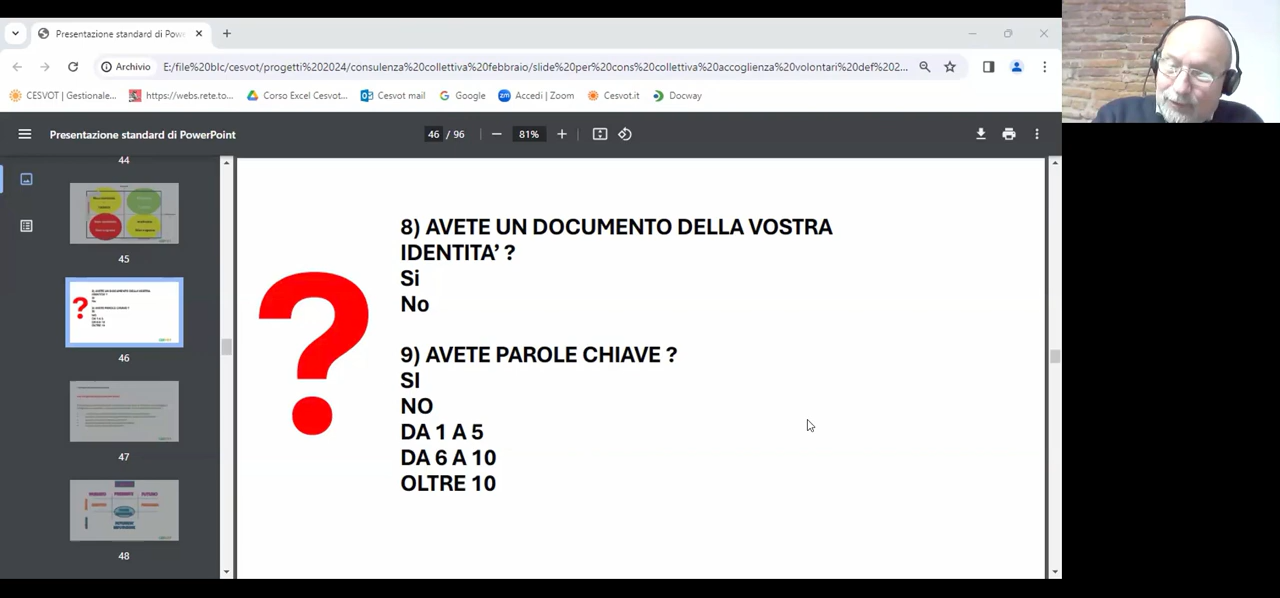 Presentazione standard di Pow
Archivio
E:/file%20blc/cesvot/progetti%202024/consulenza%20collettiva%20febbraio/slide%20per%20cons%20collettiva%20accoglienza%20volontari%20def%202...
CESVOT | Gestionale...
https://webs.rete.to...
Corso Excel Cesvot...
Cesvot mail
Google
Accedi | Zoom
Cesvot.it
Docway
Presentazione standard di PowerPoint
46 / 96
81%
44
45
46
47
48
8) AVETE UN DOCUMENTO DELLA VOSTRA
IDENTITA’ ?
Si
No
9) AVETE PAROLE CHIAVE ?
SI
NO
DA 1 A 5
DA 6 A 10
OLTRE 10